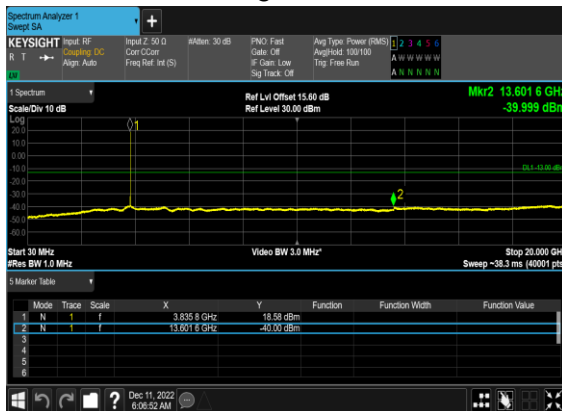 Spectrum Analyzer 1
Swept SA
+
KEYSIGHT Input: RF Input Z: 50 Ω #Atten: 30 dB PNO: Fast Avg Type: Power (RMS) 1 2 3 4 5 6
R T Coupling: DC Corr CCorr Gate: Off Avg|Hold: 100/100 A W W W W W
Align: Auto Freq Ref: Int (S) IF Gain: Low Trig: Free Run
Sig Track: Off A N N N N N
1 Spectrum Ref Lvl Offset 15.60 dB Mkr2 13.601 6 GHz
Scale/Div 10 dB Ref Level 30.00 dBm -39.999 dBm
Log
20.0 1
10.0
0.00
-10.0 DL1 -13.00 dBm
-20.0
-30.0 2
-40.0
-50.0
-60.0
Start 30 MHz Video BW 3.0 MHz* Stop 20.000 GHz
#Res BW 1.0 MHz Sweep ~38.3 ms (40001 pts)
5 Marker Table
Mode Trace Scale X Y Function Function Width Function Value
1 N 1 f 3.835 8 GHz 18.58 dBm
2 N 1 f 13.601 6 GHz -40.00 dBm
3
4
5
6
? Dec 11, 2022
6:06:52 AM